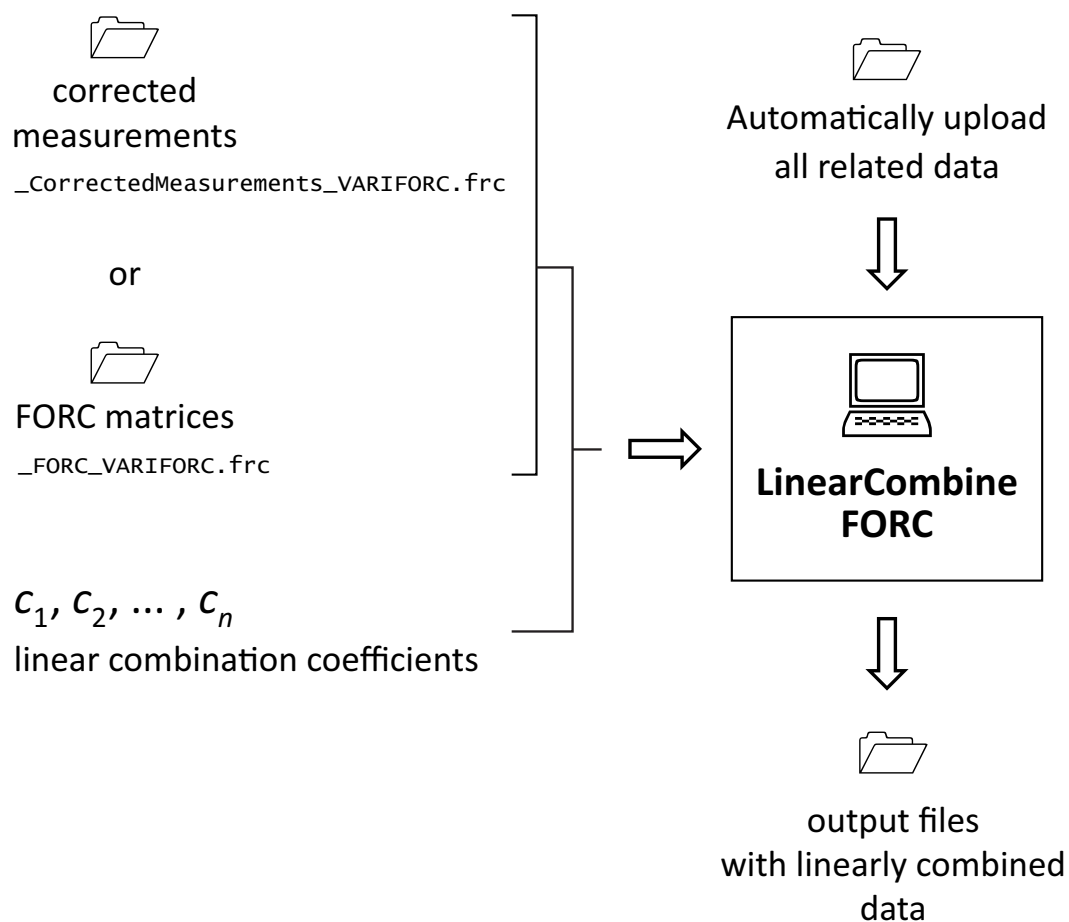 corrected
measurements
_CorrectedMeasurements_VARIFORC.frc
or
FORC matrices
_FORC_VARIFORC.frc
c1, c2, ... , cn
linear combination coefficients
Automatically upload
all related data
LinearCombine
FORC
output files
with linearly combined
data